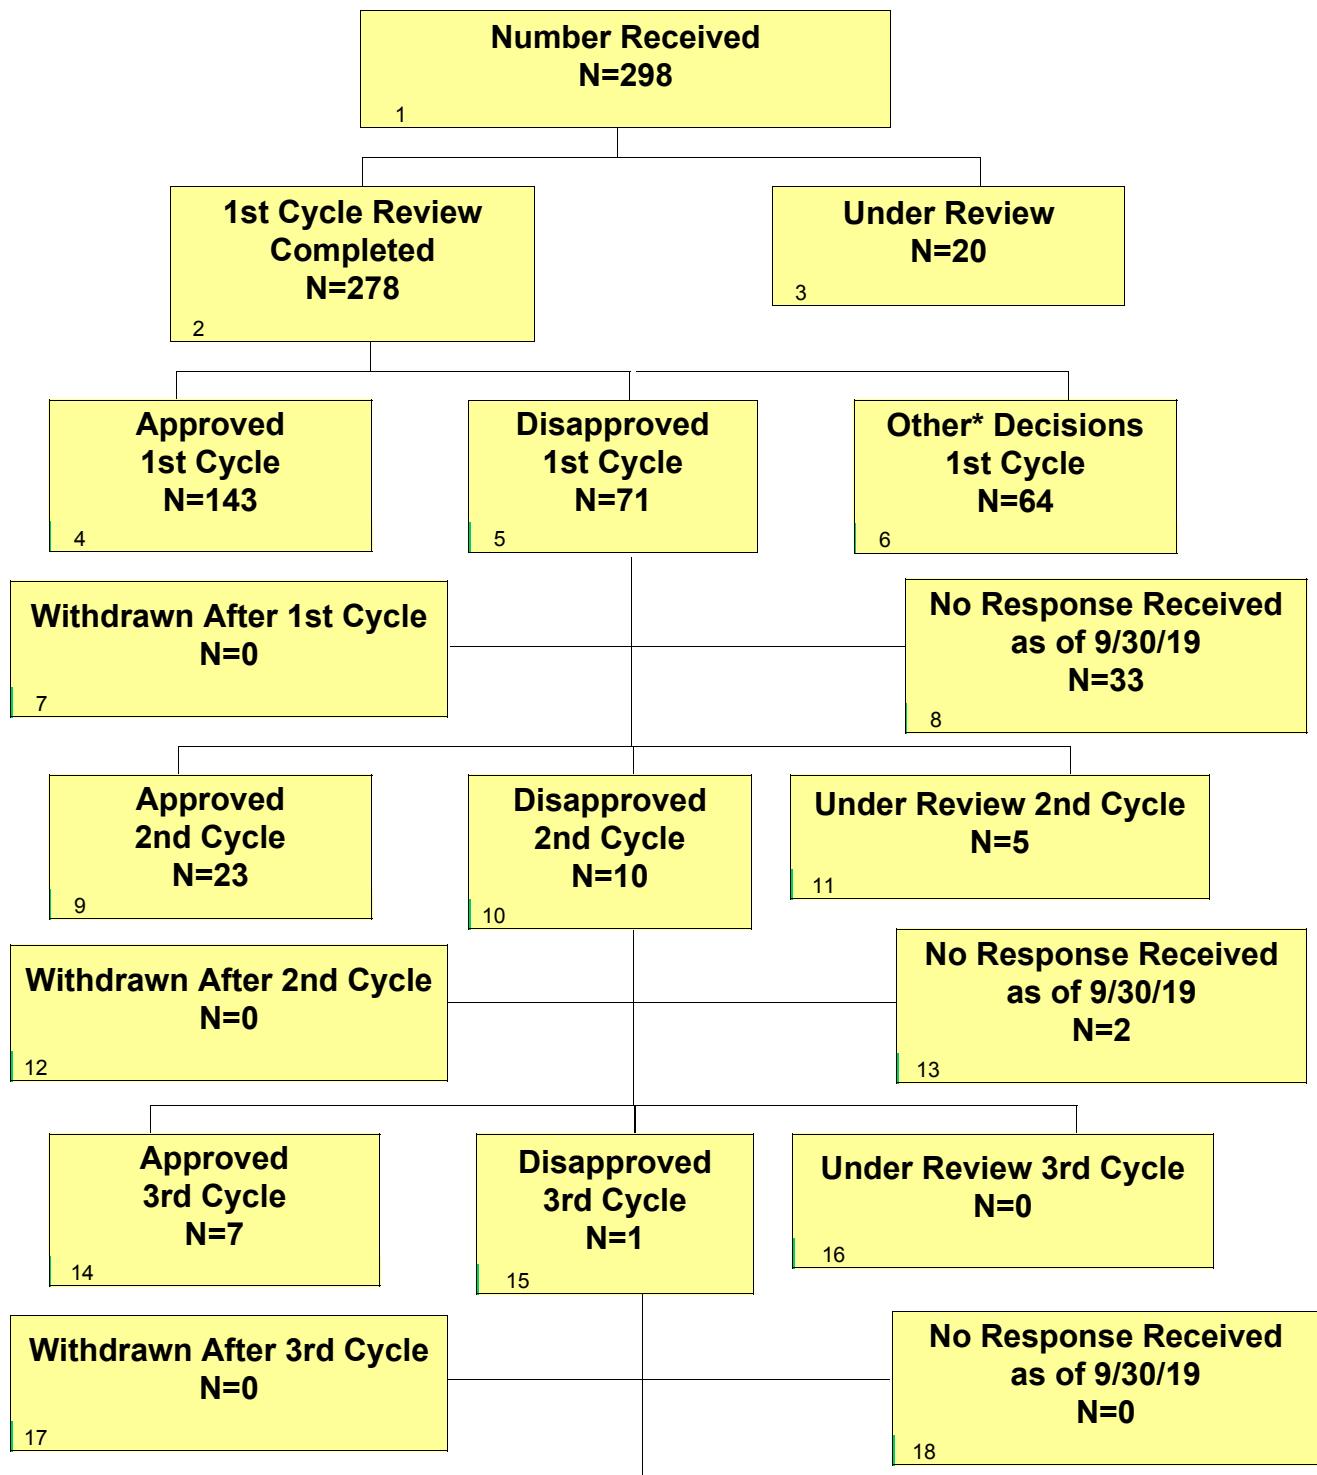 Number Received
N=298
1
1st Cycle Review
Completed
N=278
2
Under Review
N=20
3
Approved
1st Cycle
N=143
4
Disapproved
1st Cycle
N=71
5
Other* Decisions
1st Cycle
N=64
6
Withdrawn After 1st Cycle
N=0
7
No Response Received
as of 9/30/19
N=33
8
Approved
2nd Cycle
N=23
9
Disapproved
2nd Cycle
N=10
10
Under Review 2nd Cycle
N=5
11
Withdrawn After 2nd Cycle
N=0
12
No Response Received
as of 9/30/19
N=2
13
Approved
3rd Cycle
N=7
14
Disapproved
3rd Cycle
N=1
15
Under Review 3rd Cycle
N=0
16
Withdrawn After 3rd Cycle
N=0
17
No Response Received
as of 9/30/19
N=0
18